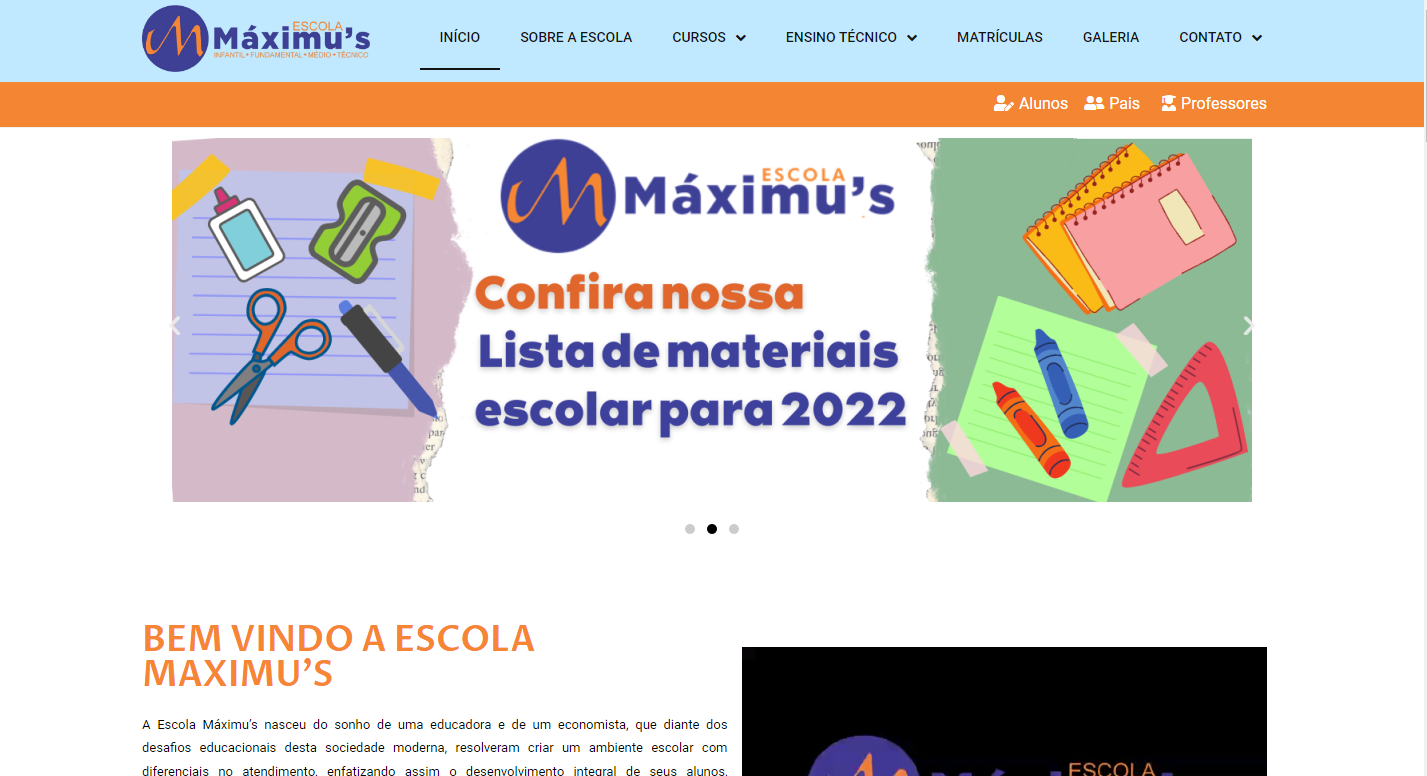 ESCOLA
Máximu's
INFANTIL • FUNDAMENTAL • MÉDIO • TÉCNICO
INÍCIO
SOBRE A ESCOLA
CURSOS
ENSINO TÉCNICO
MATRÍCULAS
GALERIA
CONTATO
Alunos
Pais
Professores
ESCOLA
Máximu's
Confira nossa
Lista de materiais
escolar para 2022
BEM VINDO A ESCOLA
MAXIMU'S
A Escola Máximu's nasceu do sonho de uma educadora e de um economista, que diante dos
desafios educacionais desta sociedade moderna, resolveram criar um ambiente escolar com
diferenciais no atendimento, enfatizando assim o desenvolvimento integral de seus alunos,
ESCOLA